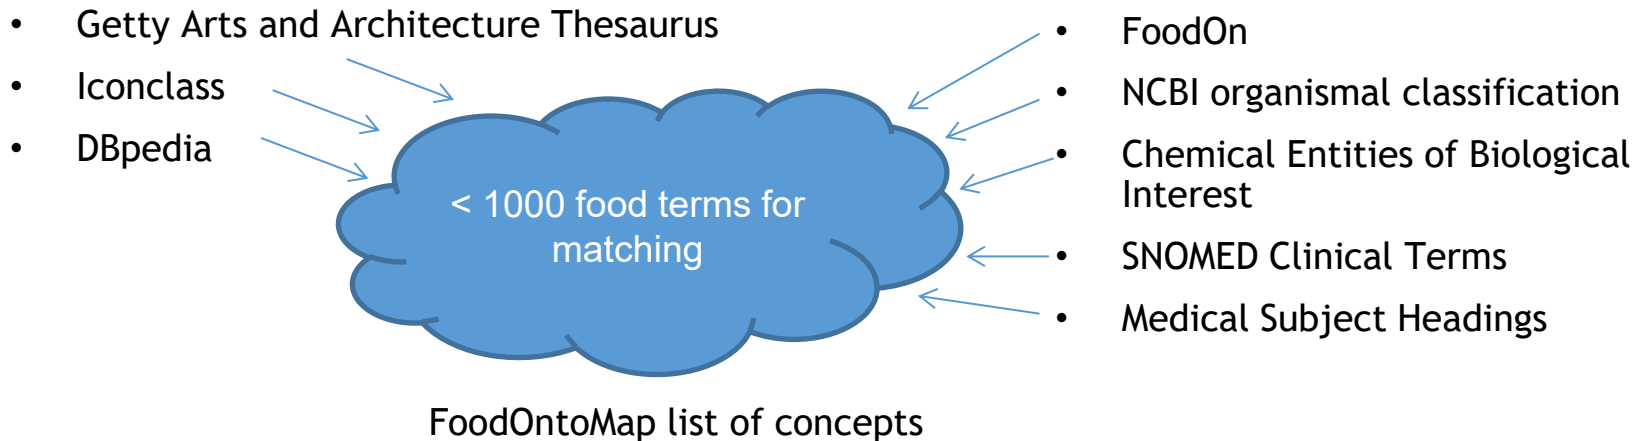 • Getty Arts and Architecture Thesaurus
• Iconclass
• DBpedia
< 1000 food terms for
matching
• FoodOn
• NCBI organismal classification
• Chemical Entities of Biological
Interest
• SNOMED Clinical Terms
• Medical Subject Headings
FoodOntoMap list of concepts